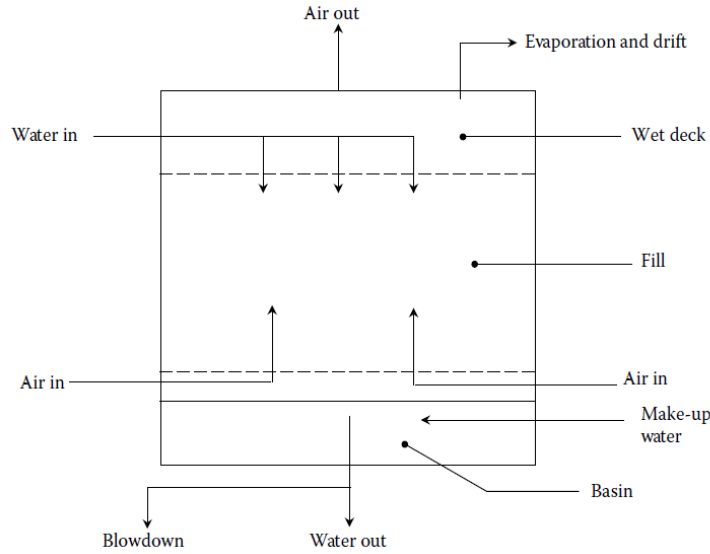 Air out
Evaporation and drift
Water in
Wet deck
Fill
Air in
Air in
Make-up
water
Basin
Blowdown
Water out